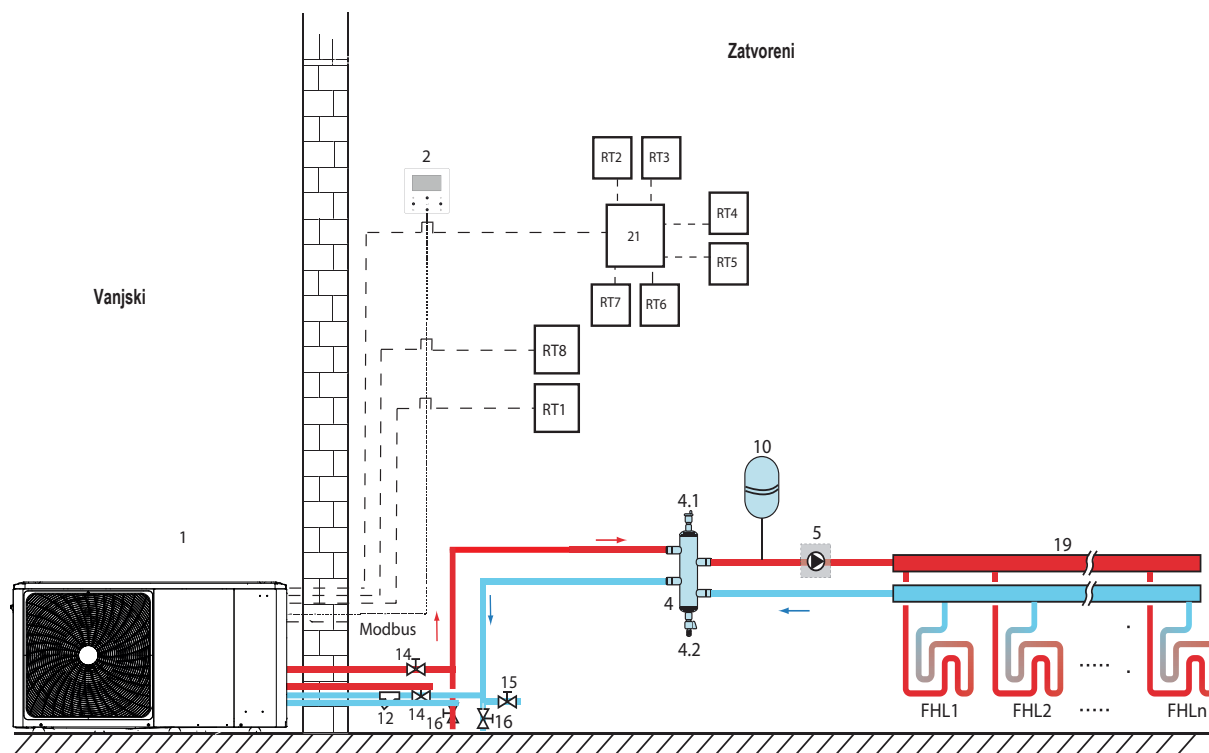 Zatvoreni
Vanjski
2
RT2
RT3
RT4
21
RT5
RT7
RT6
RT8
RT1
10
4.1
5
19
1
4
4.2
Modbus
14
15
12
14
16
16
FHL1
FHL2
.....
FHLn
.....